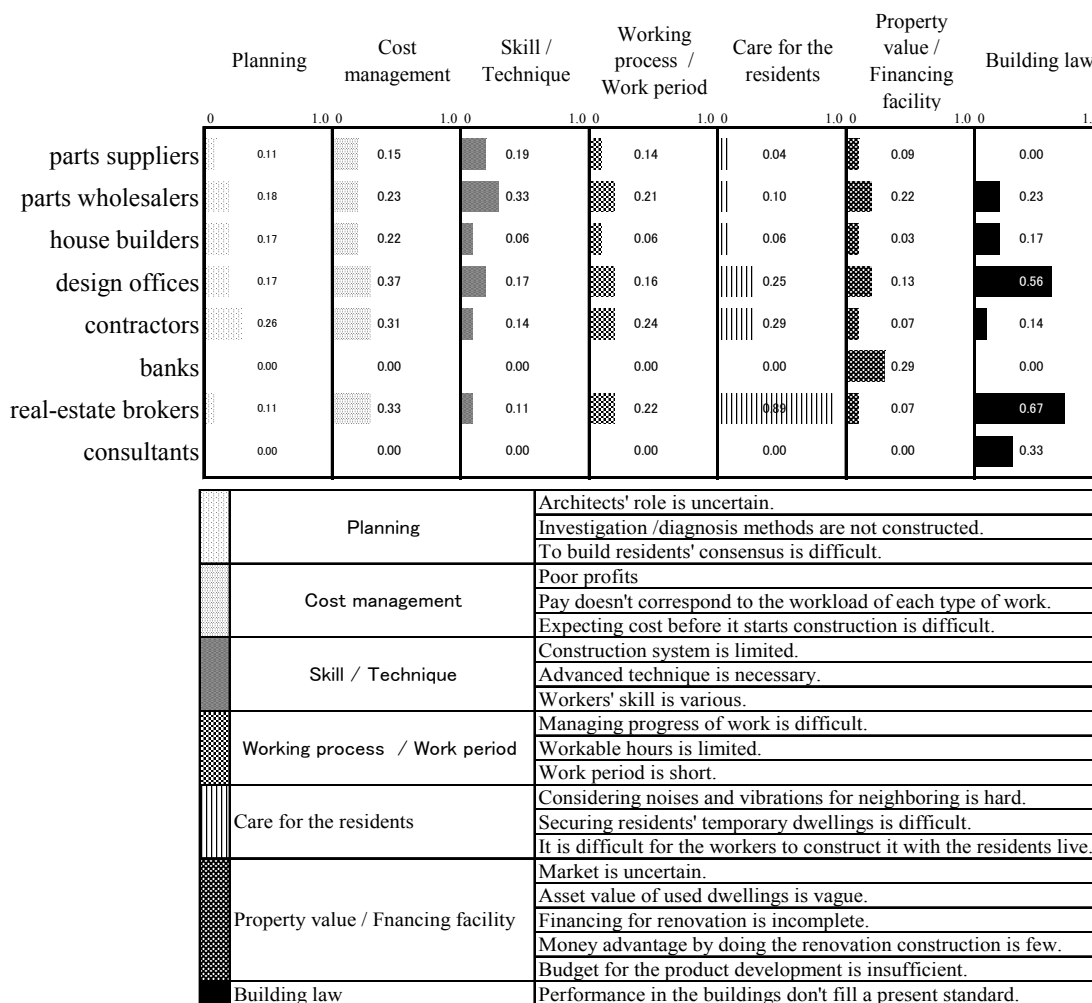 Planning
Cost
management
Skill /
Technique
Working
process /
Work period
Care for the
residents
Property
value /
Financing
facility
Building law
0 1.0 0 1.0 0 1.0 0 1.0 0 1.0 0 1.0 0 1.
parts suppliers 0.11 0.15 0.19 0.14 0.04 0.09 0.00
parts wholesalers 0.18 0.23 0.33 0.21 0.10 0.22 0.23
house builders 0.17 0.22 0.06 0.06 0.06 0.03 0.17
design offices 0.17 0.37 0.17 0.16 0.25 0.13 0.56
contractors 0.26 0.31 0.14 0.24 0.29 0.07 0.14
banks 0.00 0.00 0.00 0.00 0.00 0.29 0.00
real-estate brokers 0.11 0.33 0.11 0.22 0.89 0.07 0.67
consultants 0.00 0.00 0.00 0.00 0.00 0.00 0.33
Planning
Architects' role is uncertain.
Investigation /diagnosis methods are not constructed.
To build residents' consensus is difficult.
Cost management
Poor profits
Pay doesn't correspond to the workload of each type of work.
Expecting cost before it starts construction is difficult.
Skill / Technique
Construction system is limited.
Advanced technique is necessary.
Workers' skill is various.
Working process / Work period
Managing progress of work is difficult.
Workable hours is limited.
Work period is short.
Care for the residents
Considering noises and vibrations for neighboring is hard.
Securing residents' temporary dwellings is difficult.
It is difficult for the workers to construct it with the residents live.
Property value / Fnancing facility
Market is uncertain.
Asset value of used dwellings is vague.
Financing for renovation is incomplete.
Money advantage by doing the renovation construction is few.
Budget for the product development is insufficient.
Building law
Performance in the buildings don't fill a present standard.